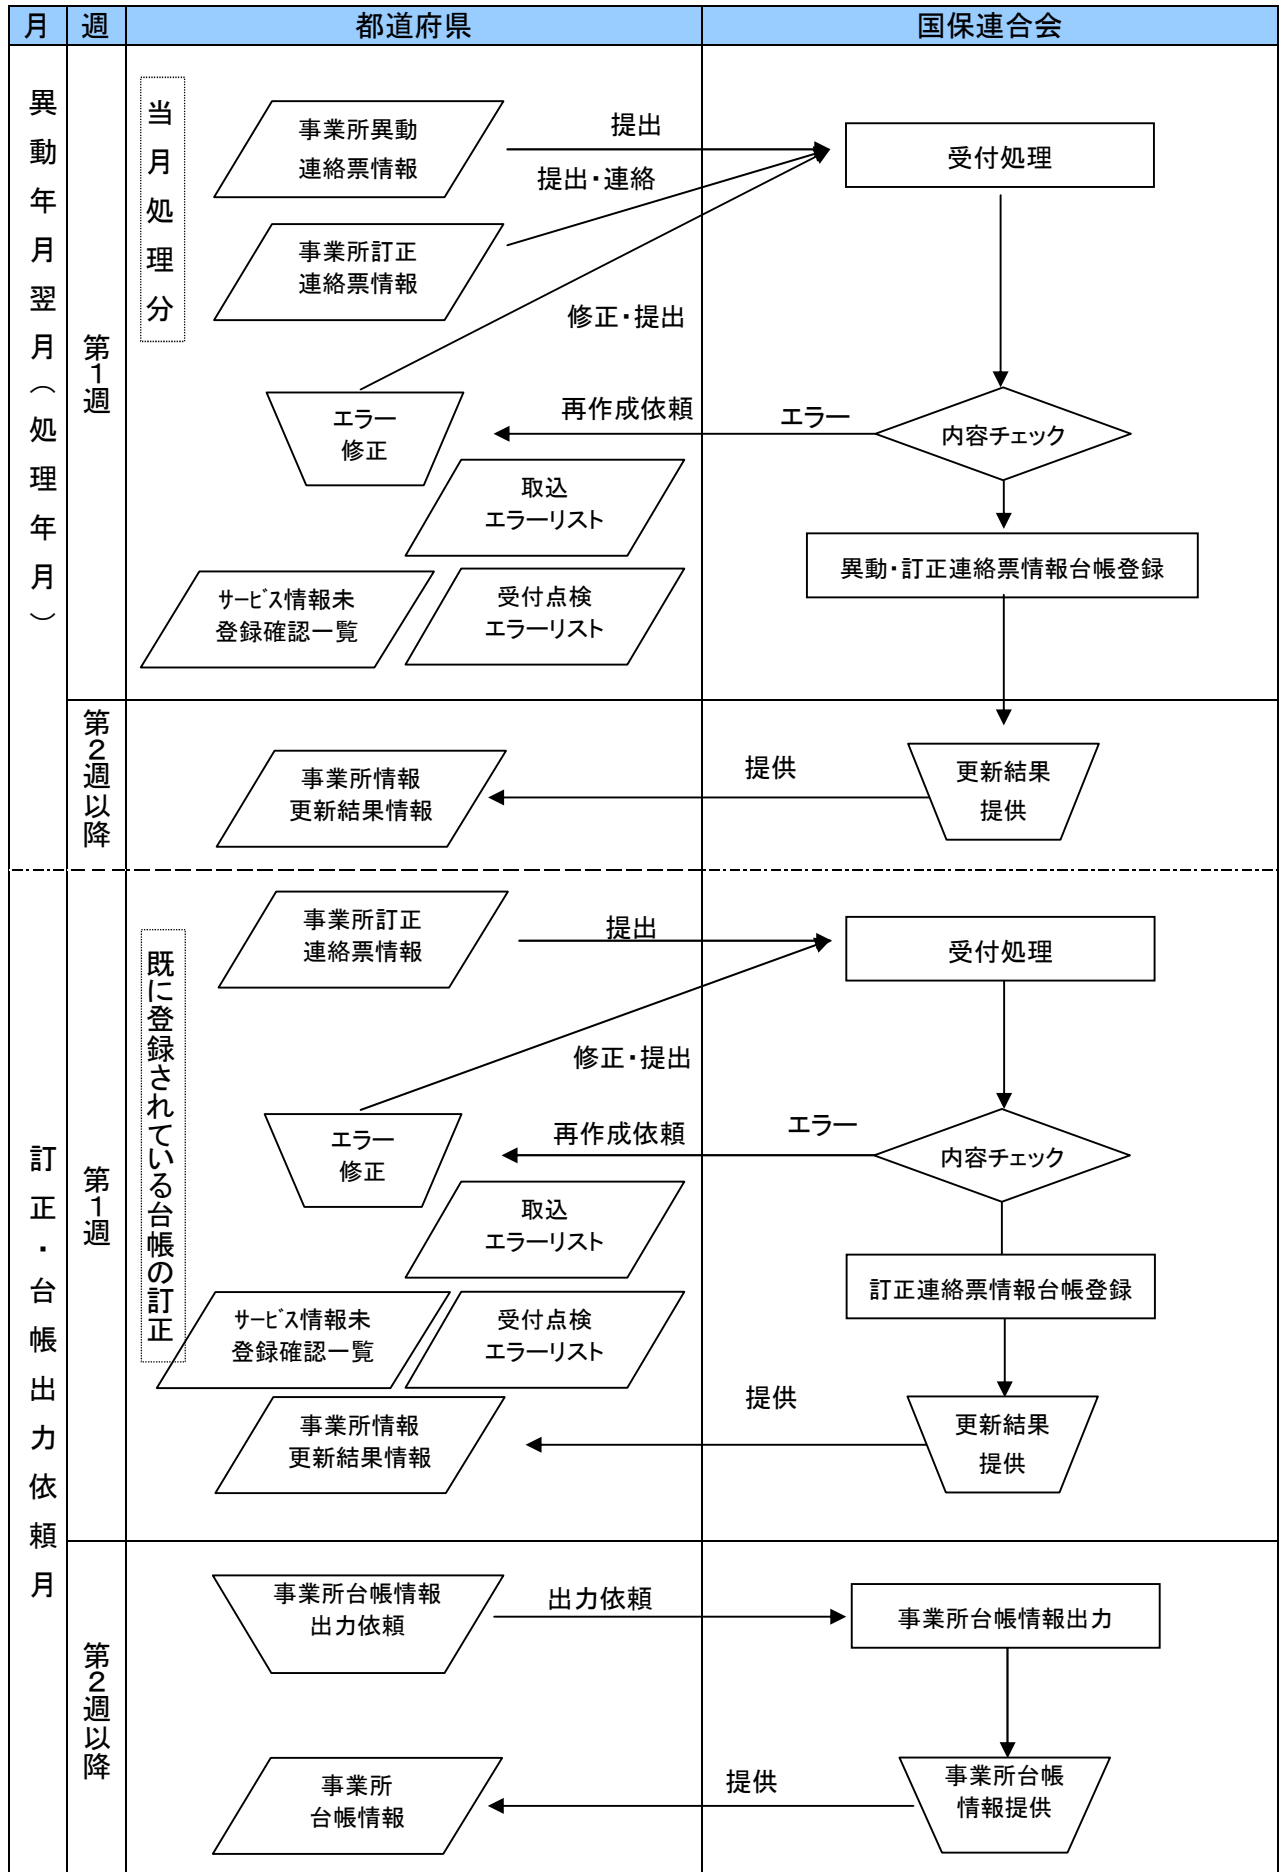 月 週 都道府県 国保連合会
異動年月翌月（処理年月）
第1週
当月処理分
事業所異動
連絡票情報
提出
受付処理
提出・連絡
事業所訂正
連絡票情報
修正・提出
エラー
修正
再作成依頼
エラー
内容チェック
取込
エラーリスト
異動・訂正連絡票情報台帳登録
サービス情報未
登録確認一覧
受付点検
エラーリスト
第2週以降
事業所情報
更新結果情報
提供
更新結果
提供
訂正・台帳出力依頼月
第1週
既に登録されている台帳の訂正
事業所訂正
連絡票情報
提出
受付処理
修正・提出
エラー
修正
再作成依頼
エラー
内容チェック
取込
エラーリスト
訂正連絡票情報台帳登録
サービス情報未
登録確認一覧
受付点検
エラーリスト
事業所情報
更新結果情報
提供
更新結果
提供
第2週以降
事業所台帳情報
出力依頼
出力依頼
事業所台帳情報出力
事業所
台帳情報
提供
事業所台帳
情報提供